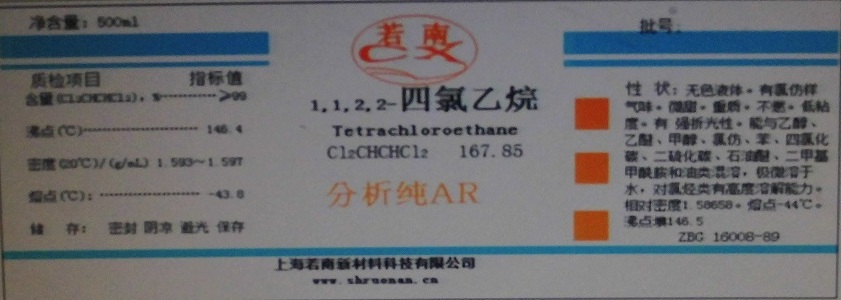 净含量：500ml
批号：
若南
CX
质检项目 指标值
含量(Cl2CHCHCl2)，%············≥99
沸点(℃)···················· 146.4
密度(20℃)/(g/mL) 1.593～1.597
熔点(℃)：·················· -43.8
储 存： 密封 阴凉 避光 保存
1,1,2,2-四氯乙烷
Tetrachloroethane
Cl2CHCHCl2 167.85
分析纯AR
性 状：无色液体。有氯仿样
气味。微甜。重质。不燃。低粘
度。有 强折光性。能与乙醇、
乙醚、甲醇、氯仿、苯、四氯化
碳、二硫化碳、石油醚、二甲基
甲酰胺和油类混溶，极微溶于
水，对氯烃类有高度溶解能力。
相对密度1.58658。熔点-44℃。
沸点 146.5
ZBG 16008-89
上海若南新材料科技有限公司
www.shruonan.cn